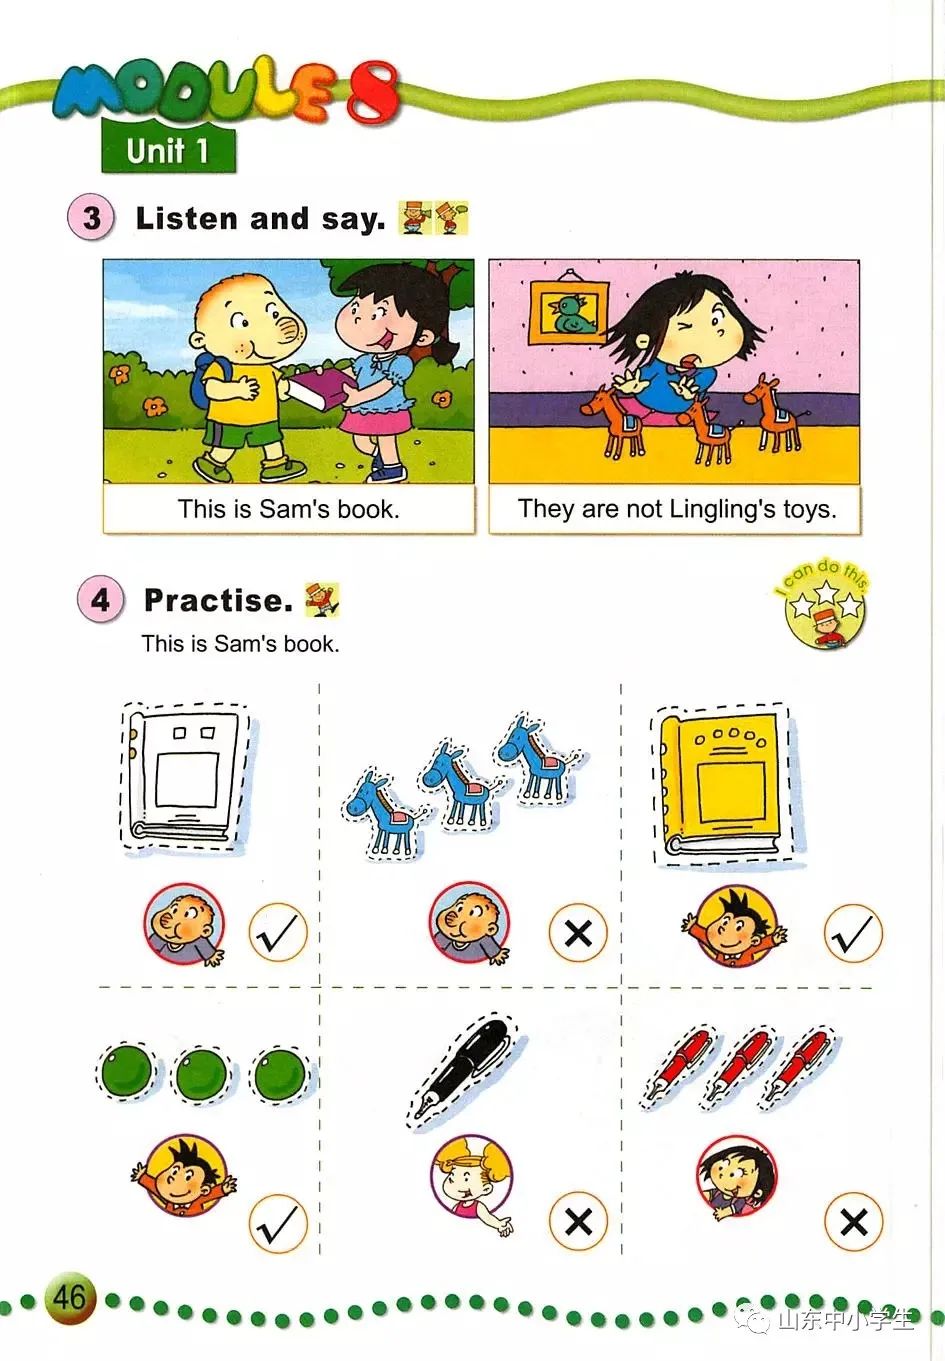 MODULE 8
Unit 1
3 Listen and say.
This is Sam's book.
They are not Lingling's toys.
4 Practise.
I can do this.
This is Sam's book.
46
山东中小学生